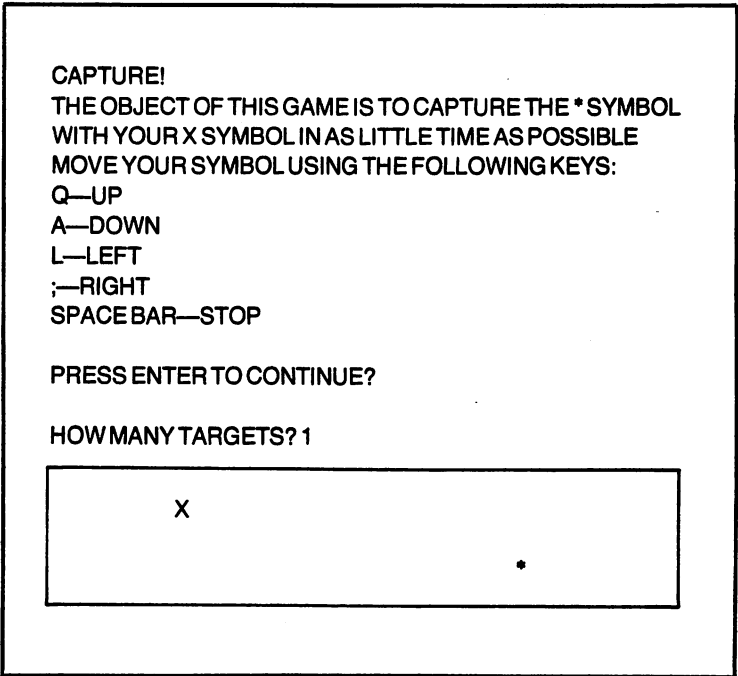 CAPTURE!
THE OBJECT OF THIS GAME IS TO CAPTURE THE * SYMBOL
WITH YOUR X SYMBOL IN AS LITTLE TIME AS POSSIBLE
MOVE YOUR SYMBOL USING THE FOLLOWING KEYS:
Q—UP
A—DOWN
L—LEFT
;—RIGHT
SPACE BAR—STOP
PRESS ENTER TO CONTINUE?
HOW MANY TARGETS? 1
X
*